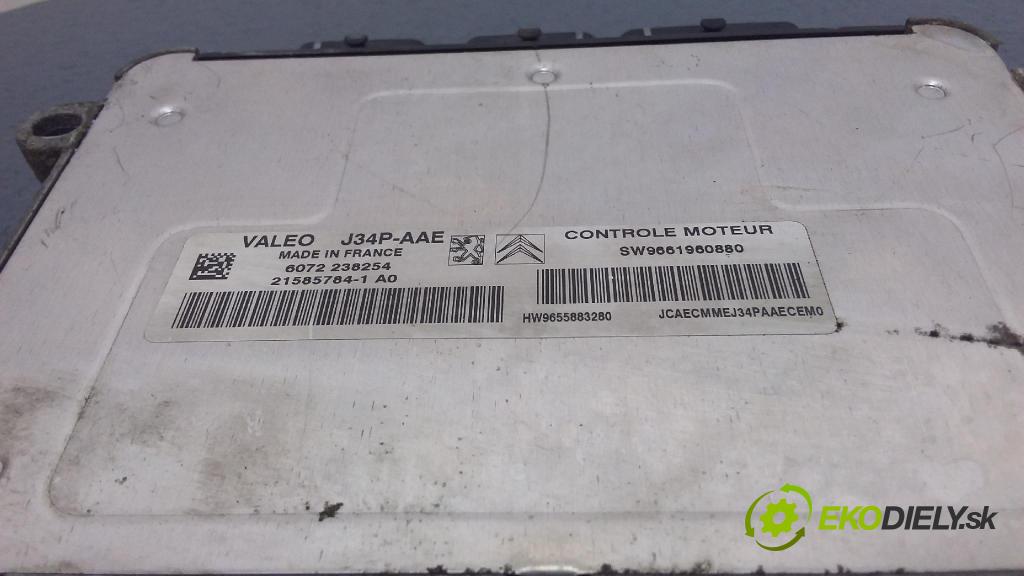 VALEO J34P-AAE
MADE IN FRANCE
6072 238254
21585784-1 A0
CONTROLE MOTEUR
SW9661960880
HW9655883280 JCAECMMEJ34PAAECEM0
EKODIELY.sk